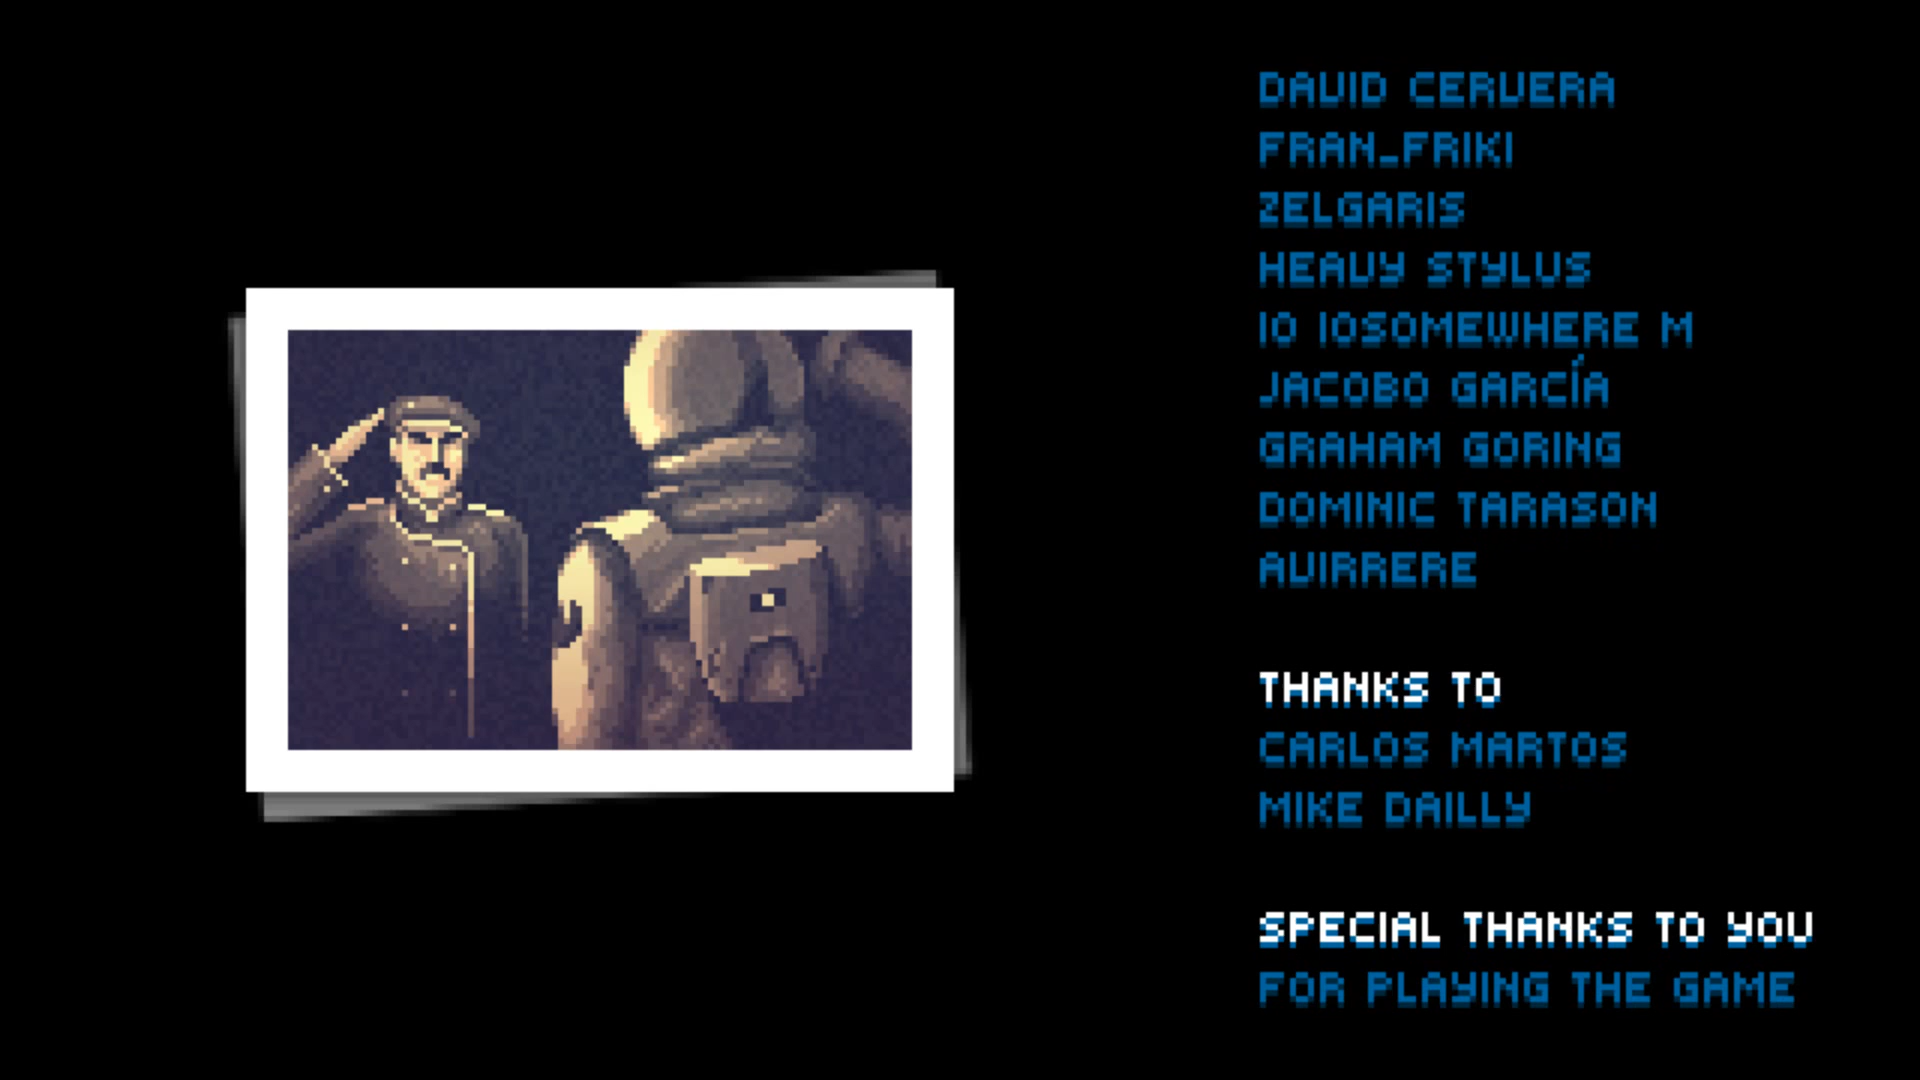 DAVID CERVERA
FRAN_FRIKI
ZELGARIS
HEAVY STYLUS
IO IOSOMEWHERE M
JACOBO GARCÍA
GRAHAM GORING
DOMINIC TARASON
AVIRRERE
THANKS TO
CARLOS MARTOS
MIKE DAILLY
SPECIAL THANKS TO YOU
FOR PLAYING THE GAME